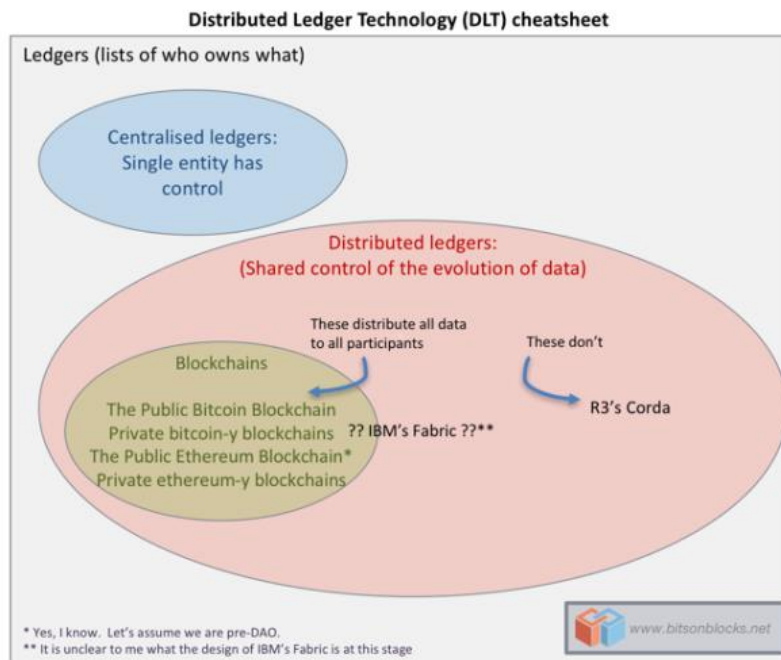 Distributed Ledger Technology (DLT) cheatsheet
Ledgers (lists of who owns what)
Centralised ledgers:
Single entity has
control
Distributed ledgers:
(Shared control of the evolution of data)
These distribute all data
to all participants
These don't
Blockchains
The Public Bitcoin Blockchain
Private bitcoin-y blockchains
The Public Ethereum Blockchain*
Private ethereum-y blockchains
?? IBM's Fabric ??**
R3's Corda
* Yes, I know. Let's assume we are pre-DAO.
** It is unclear to me what the design of IBM's Fabric is at this stage
www.bitsonblocks.net